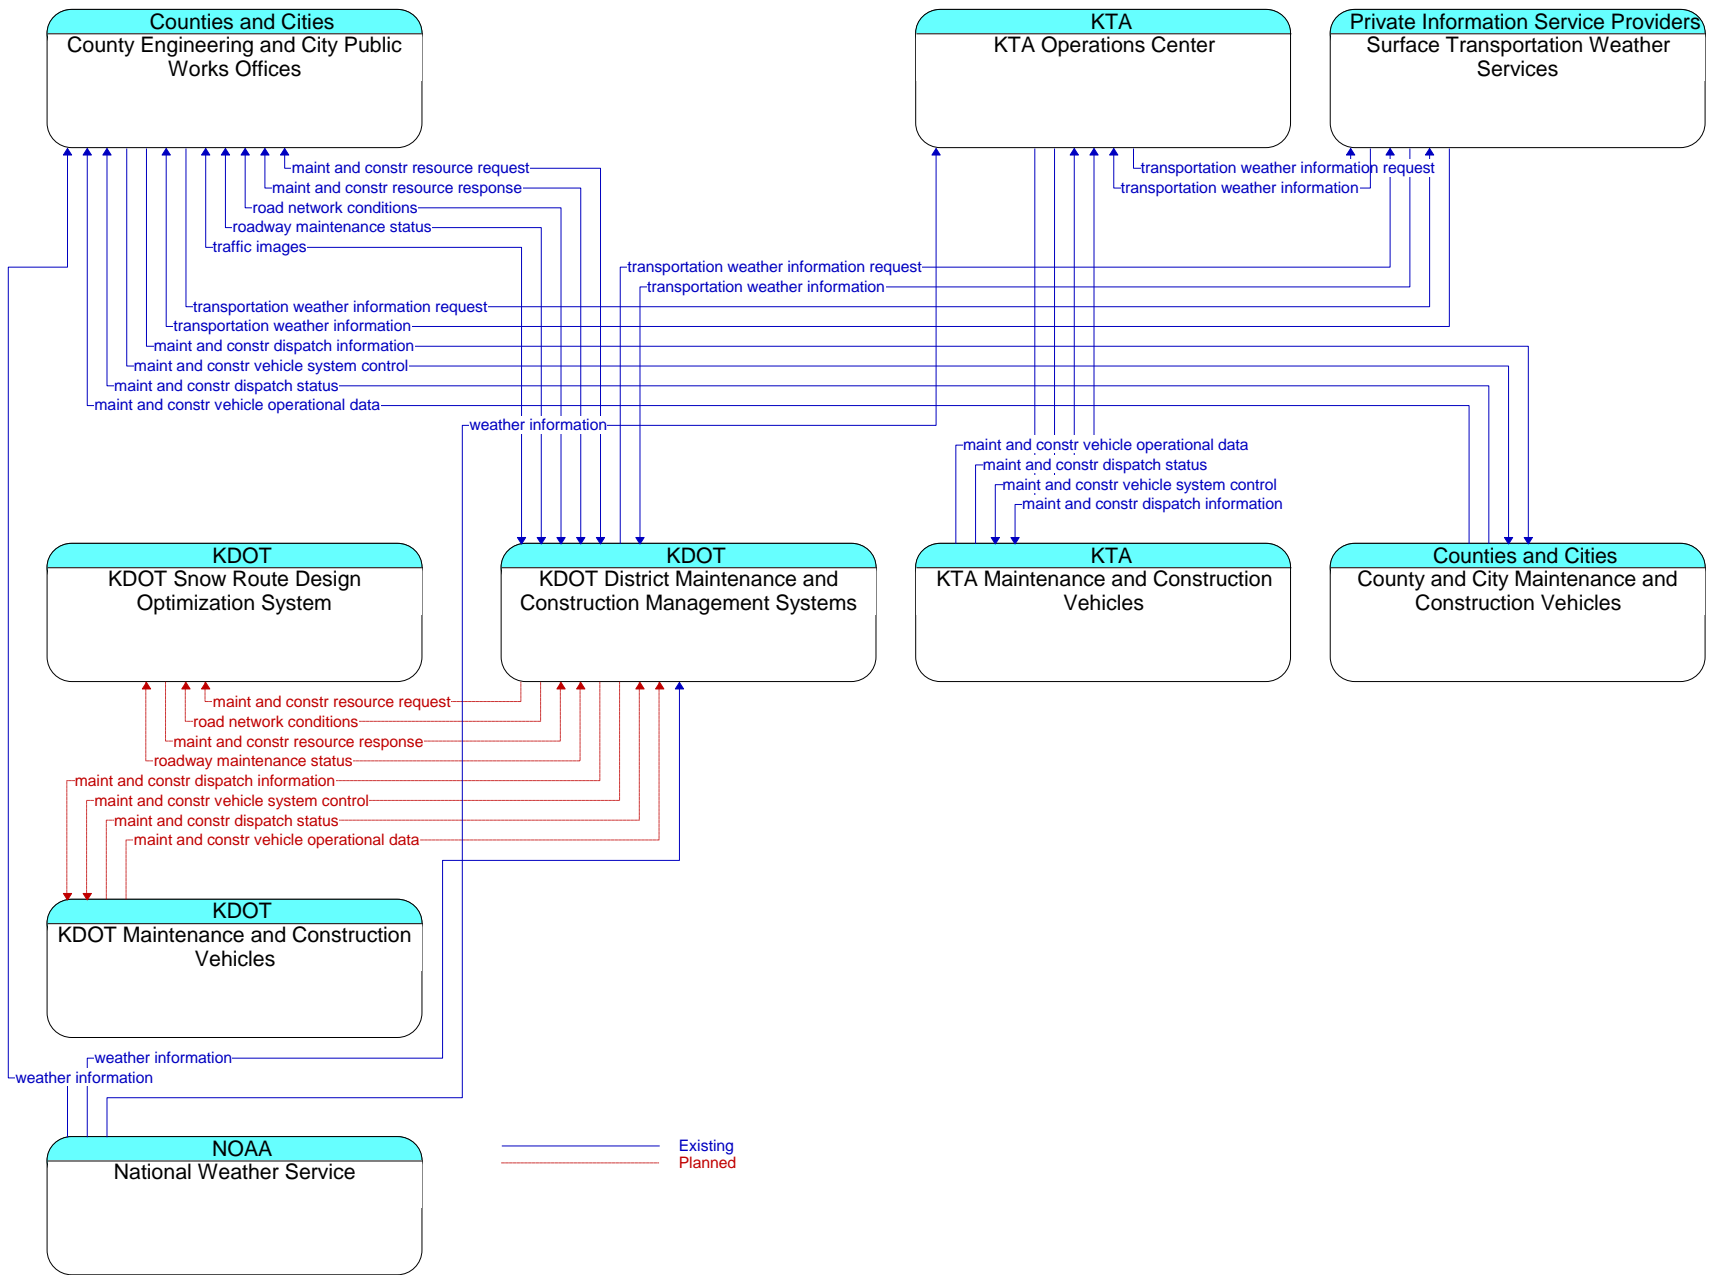 Counties and Cities
County Engineering and City Public
Works Offices
KTA
KTA Operations Center
Private Information Service Providers
Surface Transportation Weather
Services
maint and constr resource request
maint and constr resource response
road network conditions
roadway maintenance status
traffic images
transportation weather information request
transportation weather information
transportation weather information request
transportation weather information
transportation weather information request
transportation weather information
maint and constr dispatch information
maint and constr vehicle system control
maint and constr dispatch status
maint and constr vehicle operational data
weather information
maint and constr vehicle operational data
maint and constr dispatch status
maint and constr vehicle system control
maint and constr dispatch information
KDOT
KDOT Snow Route Design
Optimization System
KDOT
KDOT District Maintenance and
Construction Management Systems
KTA
KTA Maintenance and Construction
Vehicles
Counties and Cities
County and City Maintenance and
Construction Vehicles
maint and constr resource request
road network conditions
maint and constr resource response
roadway maintenance status
maint and constr dispatch information
maint and constr vehicle system control
maint and constr dispatch status
maint and constr vehicle operational data
KDOT
KDOT Maintenance and Construction
Vehicles
weather information
weather information
NOAA
National Weather Service
Existing
Planned